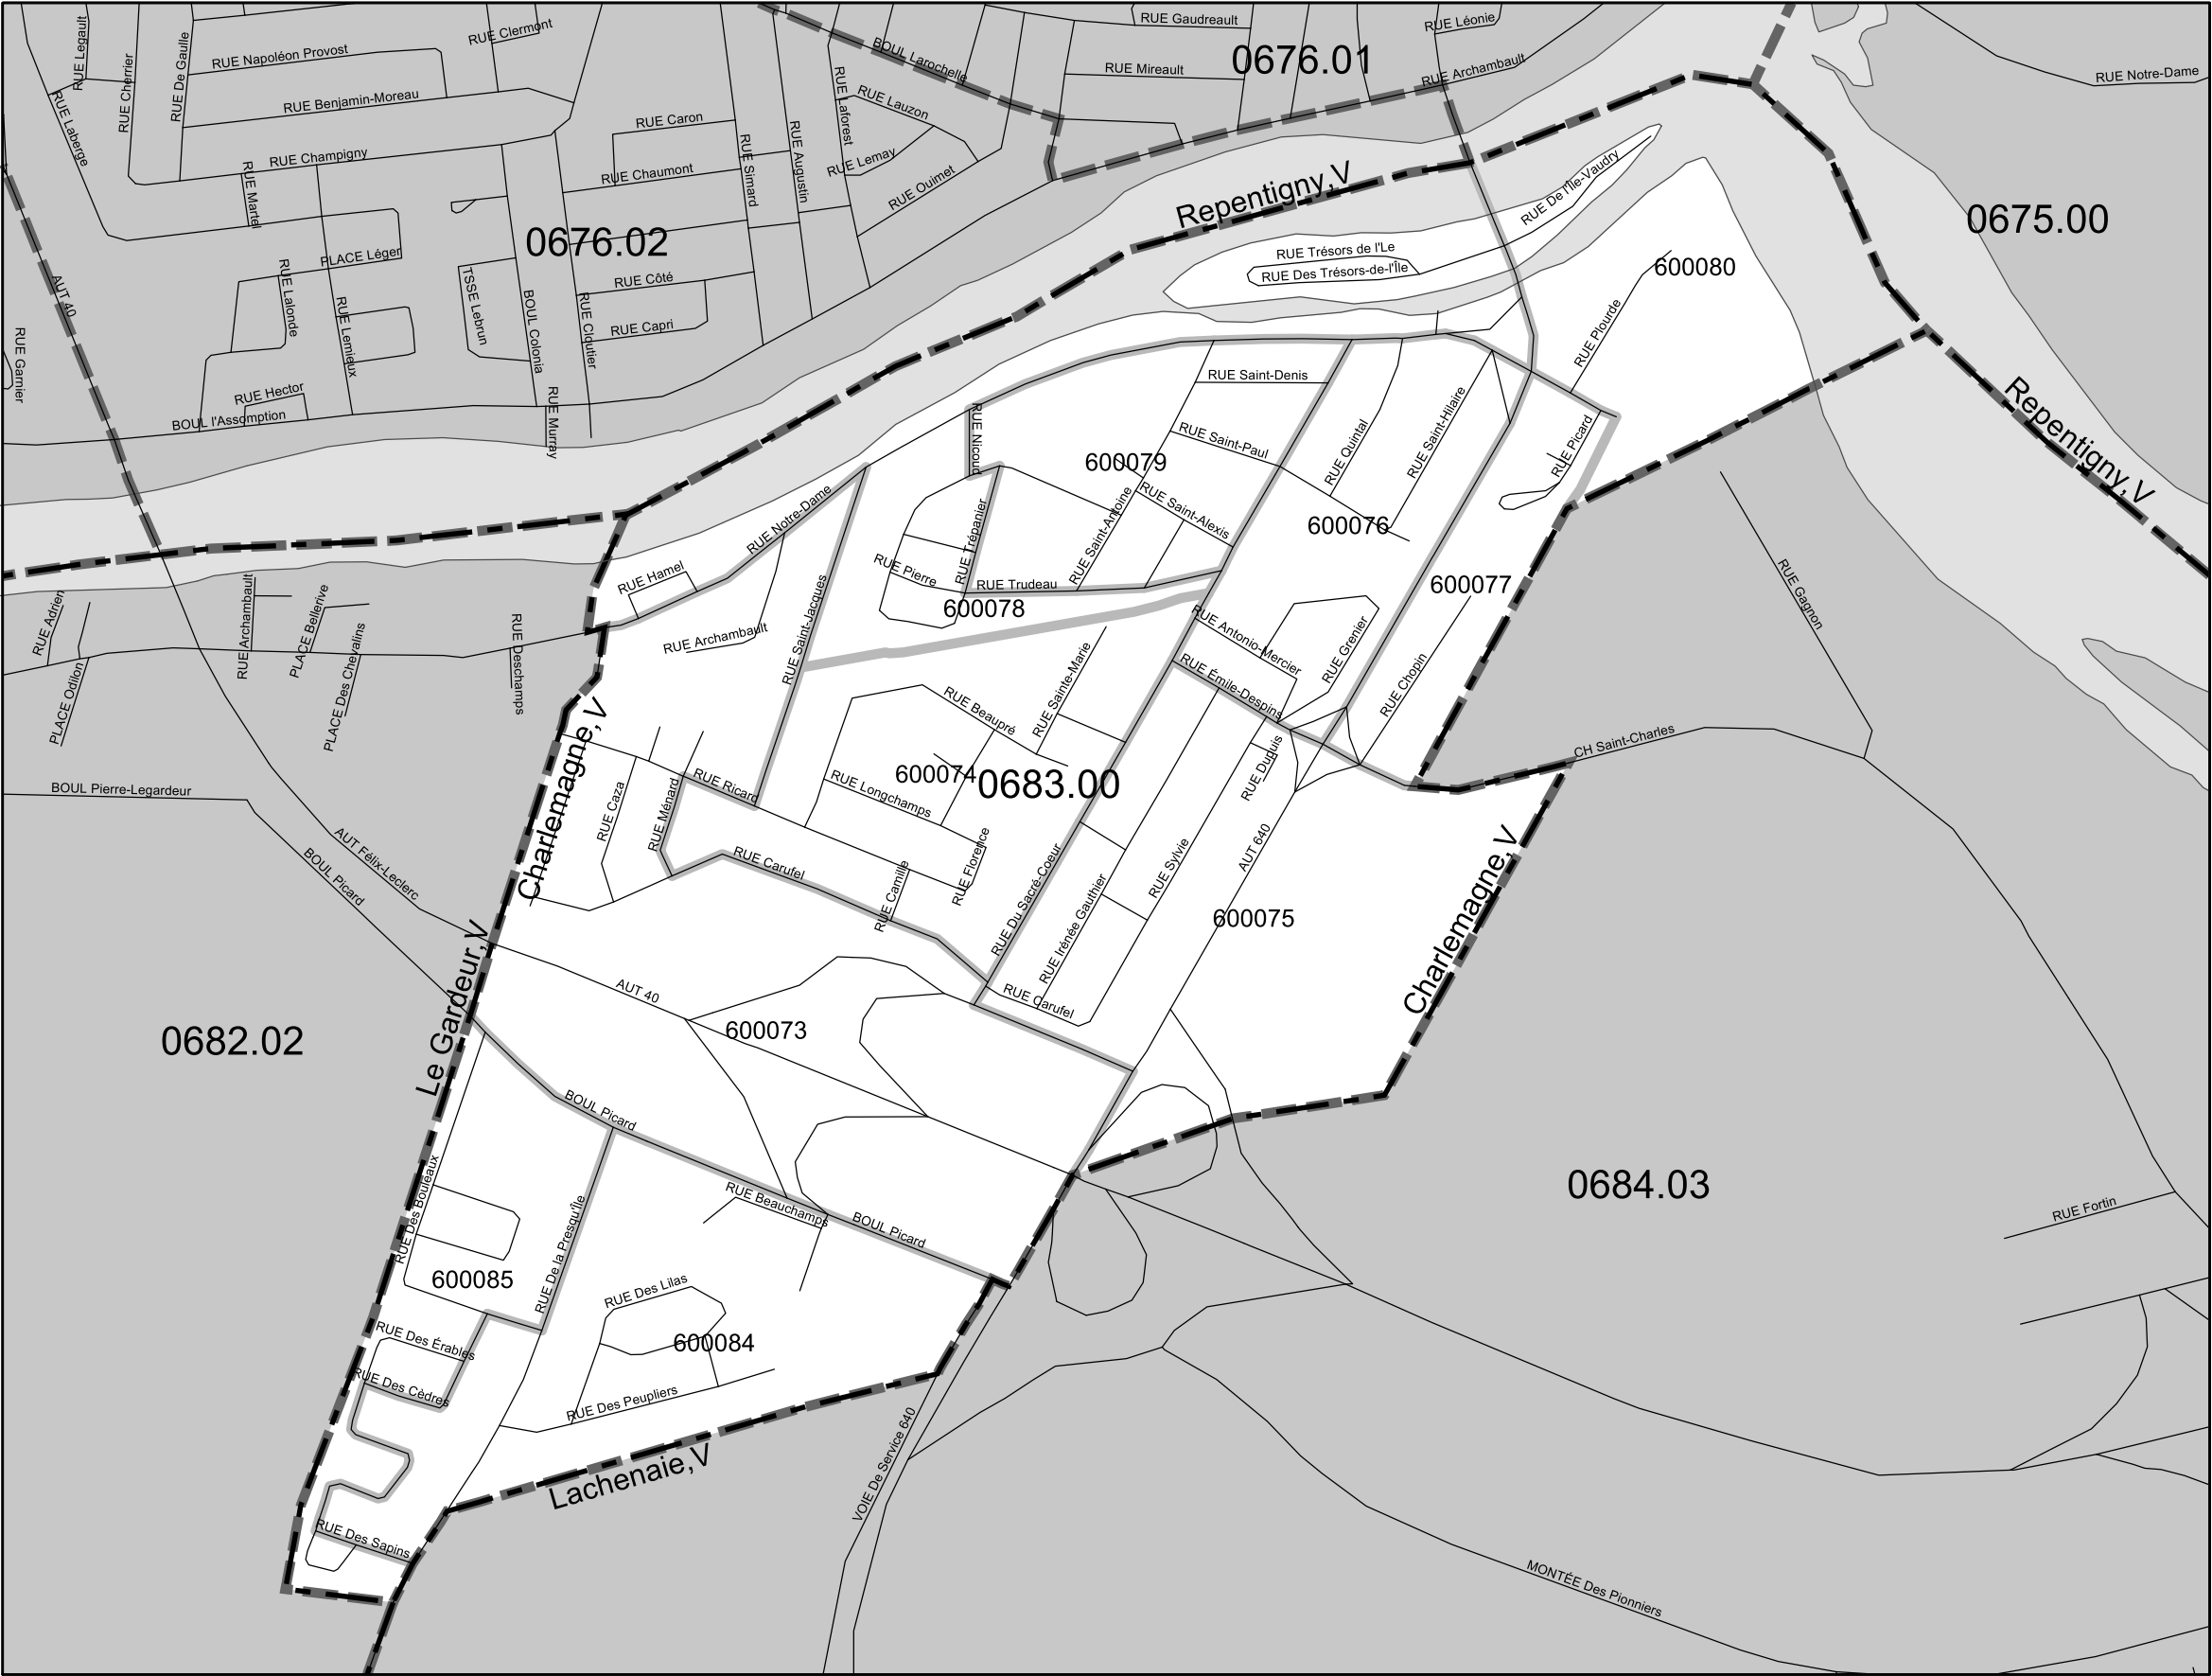 RUE Legault
RUE Cherrier
RUE De Gaulle
RUE Napoléon Provost
RUE Clermont
RUE Laberge
RUE Benjamin-Moreau
RUE Champigny
RUE Martel
RUE Caron
RUE Chaumont
RUE Simard
RUE Augustin
RUE Laforest
BOUL Larochelle
RUE Lauzon
RUE Lemay
RUE Ouimet
RUE Gaudreault
RUE Mireault
0676.01
RUE Léonie
RUE Archambault
RUE Notre-Dame
0675.00
0676.02
AUT 40
RUE Garnier
PLACE Léger
RUE Lalonde
RUE Lemieux
TSSE Lebrun
BOUL Colonia
RUE Cloutier
RUE Côté
RUE Capri
RUE Hector
BOUL l'Assomption
RUE Murray
Repentigny,V
RUE De l'Île-Vaudry
RUE Trésors de l'Le
RUE Des Trésors-de-l'Île
600080
RUE Plourde
Repentigny,V
RUE Saint-Denis
RUE Nicoud
RUE Saint-Paul
RUE Quintal
RUE Saint-Hilaire
RUE Picard
600079
RUE Saint-Antoine
RUE Saint-Alexis
600076
600077
RUE Notre-Dame
RUE Hamel
RUE Archambault
RUE Saint-Jacques
RUE Pierre
RUE Trépanier
RUE Trudeau
600078
RUE Adrien
PLACE Odilon
RUE Archambault
PLACE Bellerive
PLACE Des Chevalins
RUE Deschamps
RUE Antonio-Mercier
RUE Grenier
RUE Émile-Despins
RUE Chopin
RUE Gagnon
CH Saint-Charles
RUE Beaupré
RUE Sainte-Marie
600074
0683.00
RUE Longchamps
RUE Dupuis
Charlemagne,V
RUE Caza
RUE Ménard
RUE Ricard
RUE Carufel
RUE Camille
RUE Florence
RUE Du Sacré-Coeur
RUE Irénée Gauthier
RUE Sylvie
AUT 640
600075
Charlemagne,V
BOUL Pierre-Legardeur
AUT Félix-Leclerc
BOUL Picard
Le Gardeur,V
AUT 40
600073
RUE Carufel
0682.02
BOUL Picard
RUE Des Bouleaux
RUE De la Presqu'Île
RUE Beauchamps
BOUL Picard
0684.03
RUE Fortin
600085
RUE Des Lilas
600084
RUE Des Érables
RUE Des Cèdres
RUE Des Peupliers
Lachenaie,V
VOIE De Service 640
RUE Des Sapins
MONTÉE Des Pionniers